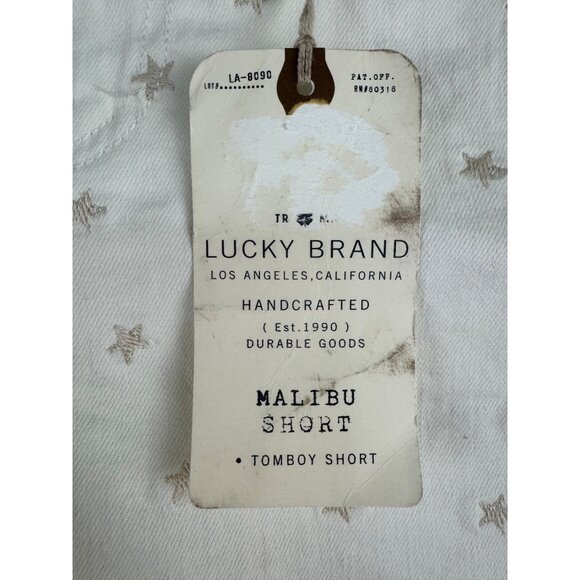 LOT#.......... LA-8090
PAT.OFF.
RN#80318
TR
LUCKY BRAND
LOS ANGELES, CALIFORNIA
HANDCRAFTED
( Est.1990 )
DURABLE GOODS
MALIBU
SHORT
• TOMBOY SHORT